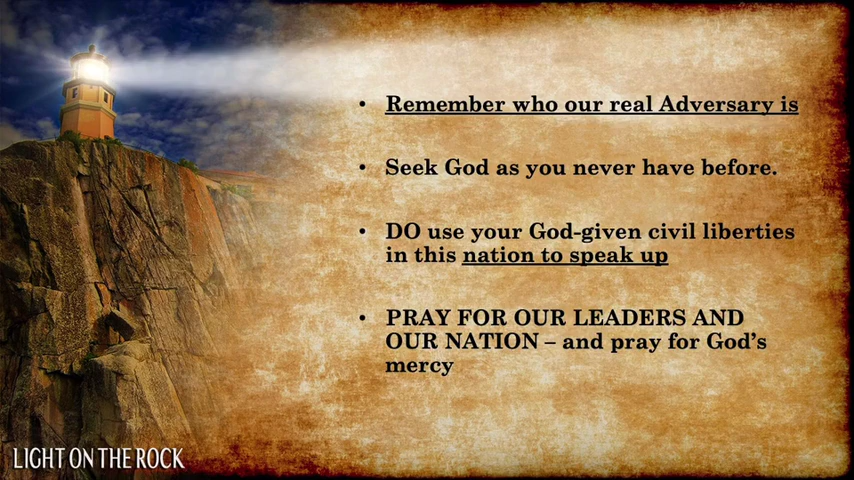 • Remember who our real Adversary is
• Seek God as you never have before.
• DO use your God-given civil liberties
in this nation to speak up
• PRAY FOR OUR LEADERS AND
OUR NATION – and pray for God's
mercy
LIGHT ON THE ROCK